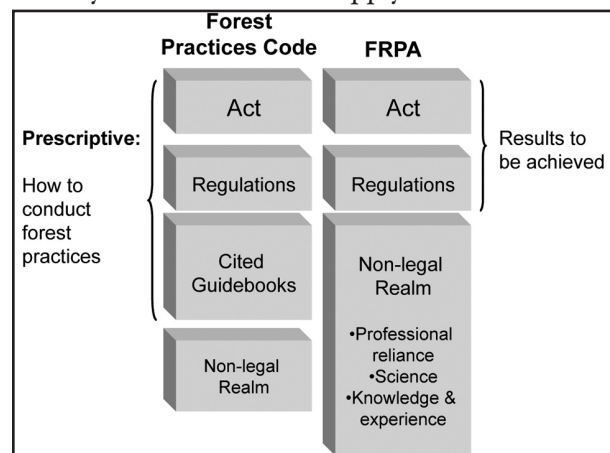 Forest
Practices Code
FRPA
Act
Act
Prescriptive:
How to
conduct
forest
practices
Results to
be achieved
Regulations
Regulations
Cited
Guidebooks
Non-legal
Realm
Non-legal
Realm
•Professional
reliance
•Science
•Knowledge &
experience